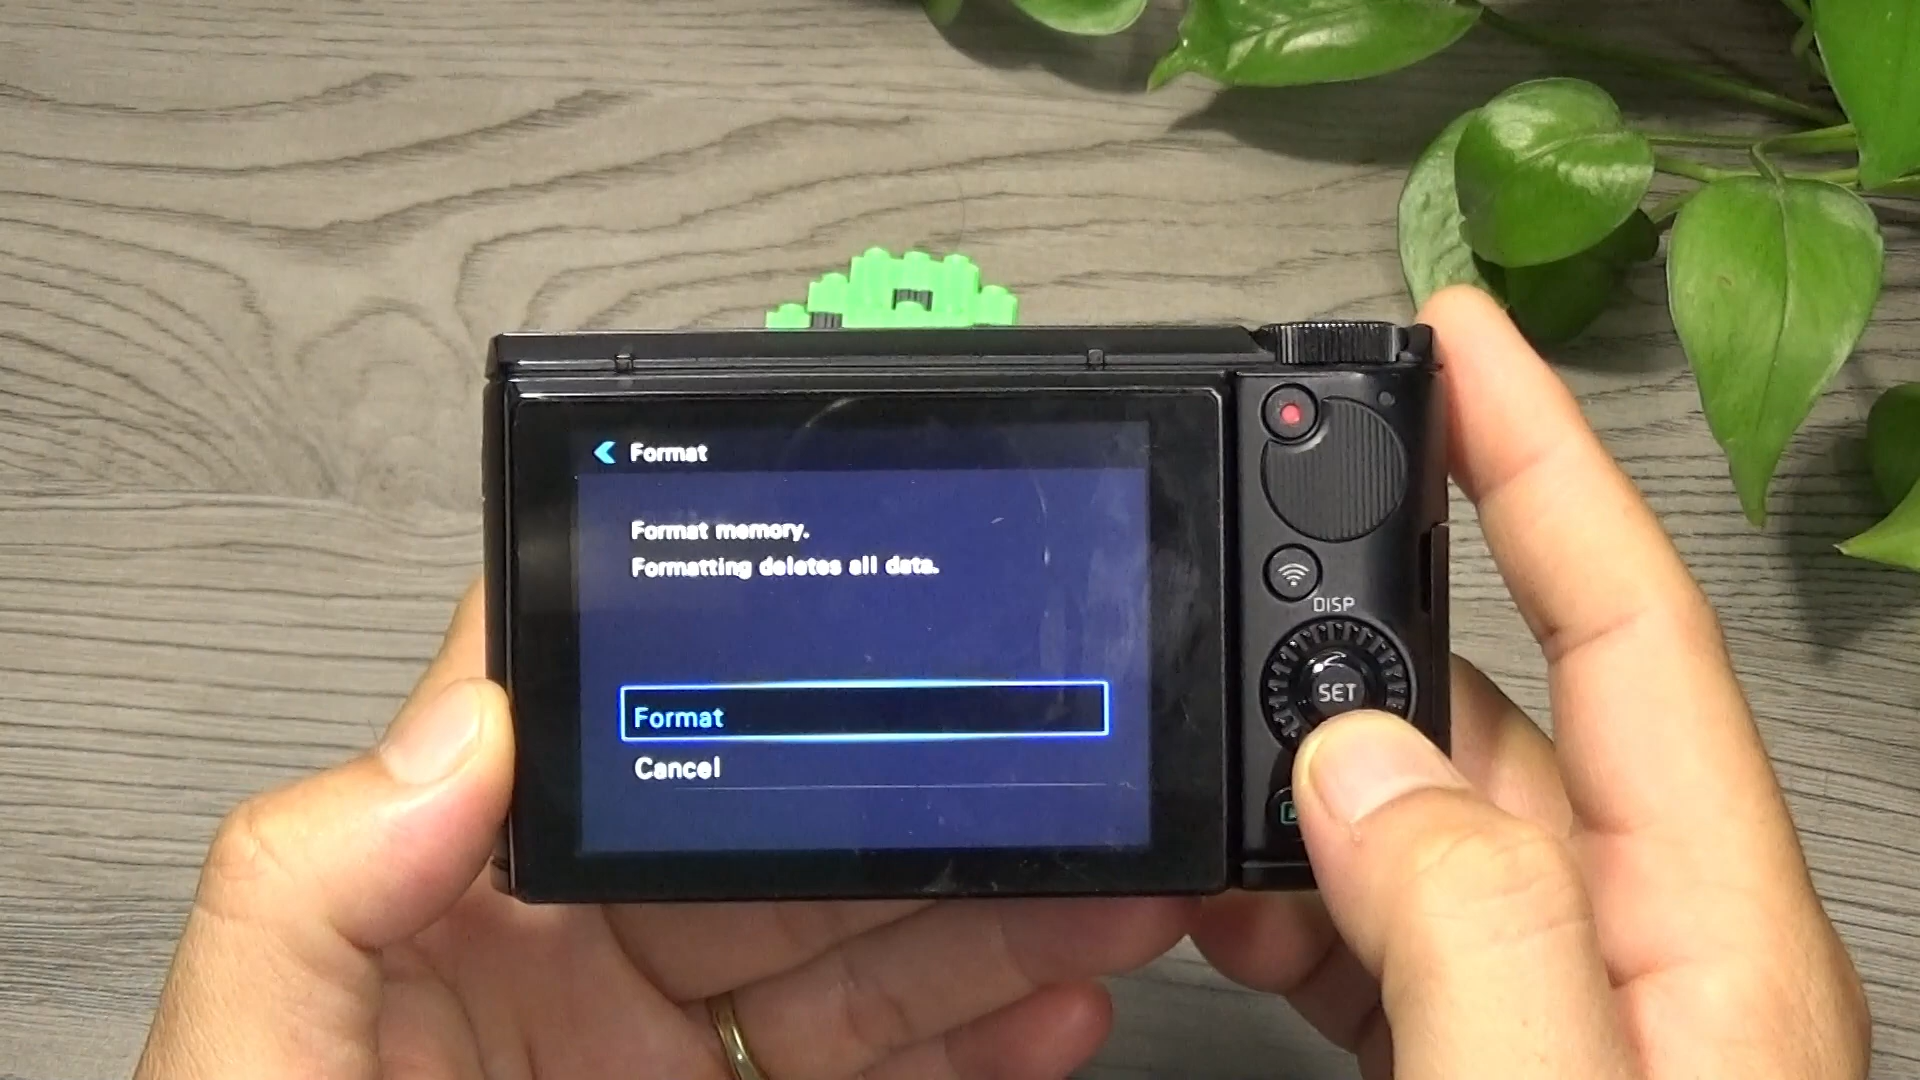 Format
Format memory.
Formatting deletes all data.
Format
Cancel
DISP
SET